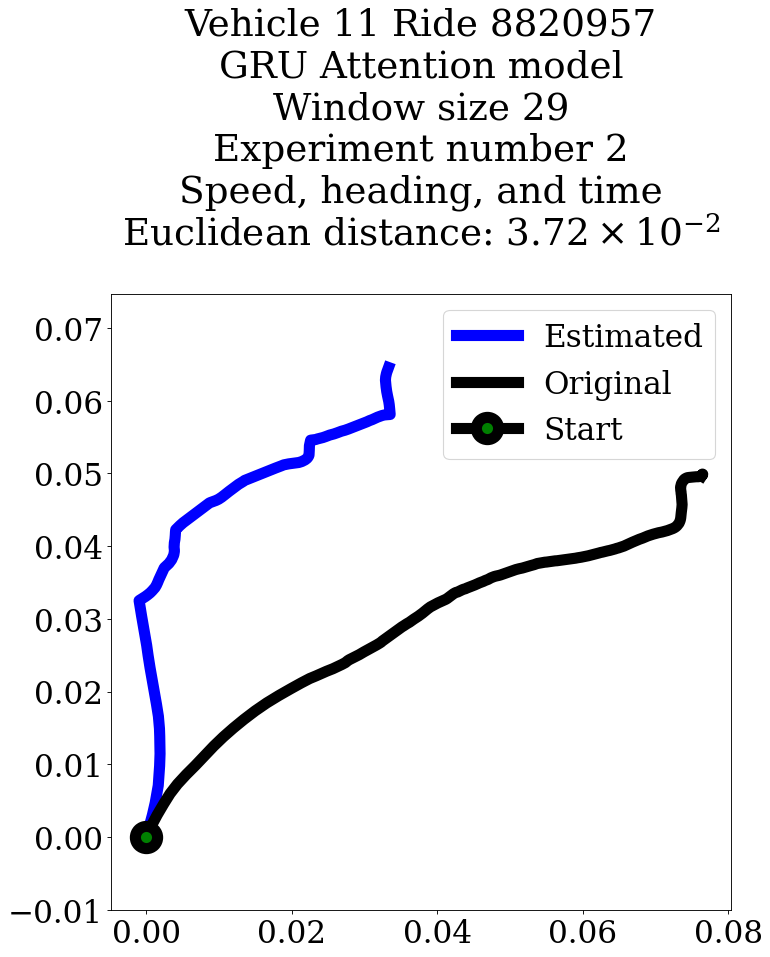 Vehicle 11 Ride 8820957
GRU Attention model
Window size 29
Experiment number 2
Speed, heading, and time
Euclidean distance: 3.72 × 10⁻²
Estimated
Original
Start
0.07
0.06
0.05
0.04
0.03
0.02
0.01
0.00
−0.01
0.00 0.02 0.04 0.06 0.08